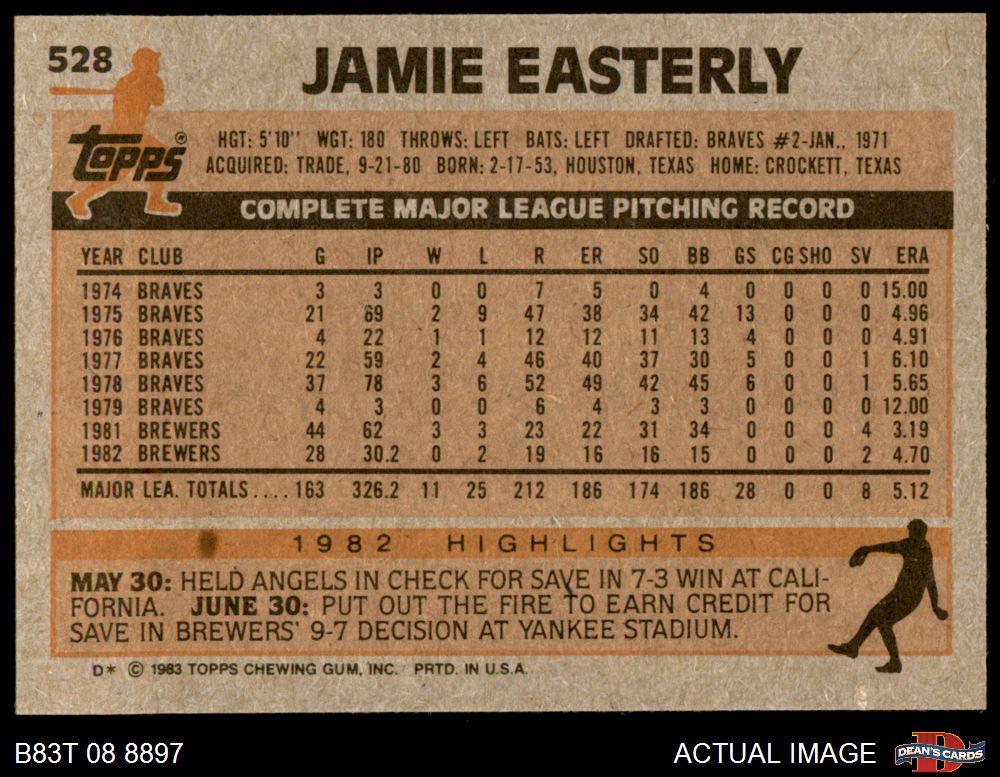 528
JAMIE EASTERLY
Topps®
HGT: 5'10" WGT: 180 THROWS: LEFT BATS: LEFT DRAFTED: BRAVES #2-JAN., 1971
ACQUIRED: TRADE, 9-21-80 BORN: 2-17-53, HOUSTON, TEXAS HOME: CROCKETT, TEXAS
COMPLETE MAJOR LEAGUE PITCHING RECORD
YEAR CLUB G IP W L R ER SO BB GS CG SHO SV ERA
1974 BRAVES 3 3 0 0 7 5 0 4 0 0 0 0 15.00
1975 BRAVES 21 69 2 9 47 38 34 42 13 0 0 0 4.96
1976 BRAVES 4 22 1 1 12 12 11 13 4 0 0 0 4.91
1977 BRAVES 22 59 2 4 46 40 37 30 5 0 0 1 6.10
1978 BRAVES 37 78 3 6 52 49 42 45 6 0 0 1 5.65
1979 BRAVES 4 3 0 0 6 4 3 3 0 0 0 0 12.00
1981 BREWERS 44 62 3 3 23 22 31 34 0 0 0 4 3.19
1982 BREWERS 28 30.2 0 2 19 16 16 15 0 0 0 2 4.70
MAJOR LEA. TOTALS.... 163 326.2 11 25 212 186 174 186 28 0 0 8 5.12
1982 HIGHLIGHTS
MAY 30: HELD ANGELS IN CHECK FOR SAVE IN 7-3 WIN AT CALI-
FORNIA. JUNE 30: PUT OUT THE FIRE TO EARN CREDIT FOR
SAVE IN BREWERS' 9-7 DECISION AT YANKEE STADIUM.
D* © 1983 TOPPS CHEWING GUM, INC. PRTD. IN U.S.A.
B83T 08 8897
ACTUAL IMAGE
D
DEAN'S CARDS